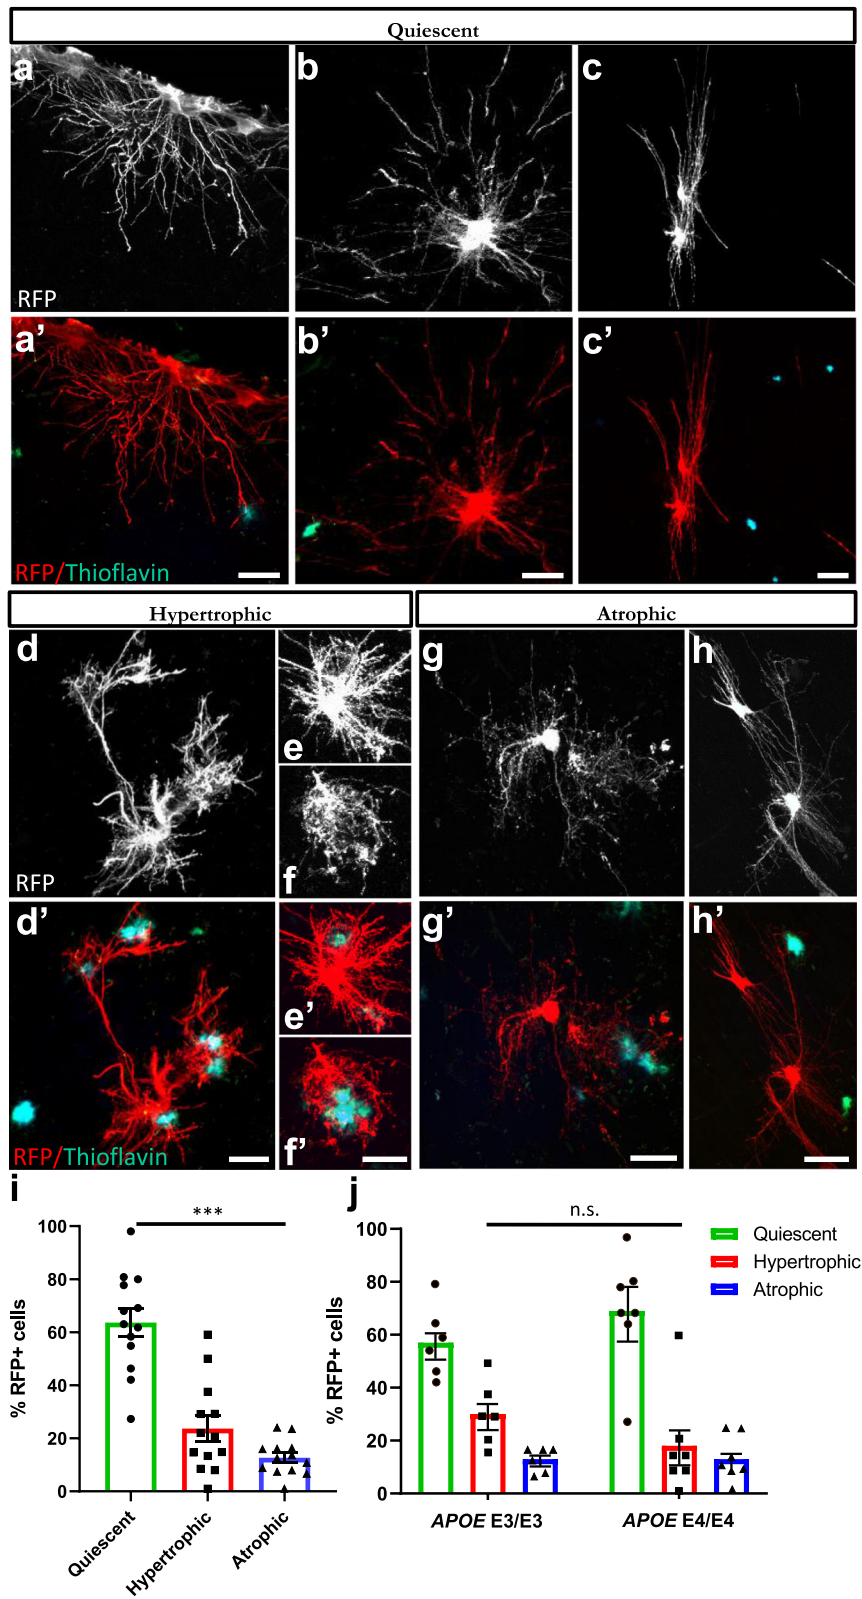 Quiescent
a
b
c
RFP
a’
b’
c’
RFP/Thioflavin
Hypertrophic
Atrophic
d
e
g
h
f
RFP
d’
e’
g’
h’
f’
RFP/Thioflavin
i
j
***
n.s.
100
80
60
40
20
0
% RFP+ cells
Quiescent
Hypertrophic
Atrophic
100
80
60
40
20
0
% RFP+ cells
APOE E3/E3
APOE E4/E4
Quiescent
Hypertrophic
Atrophic